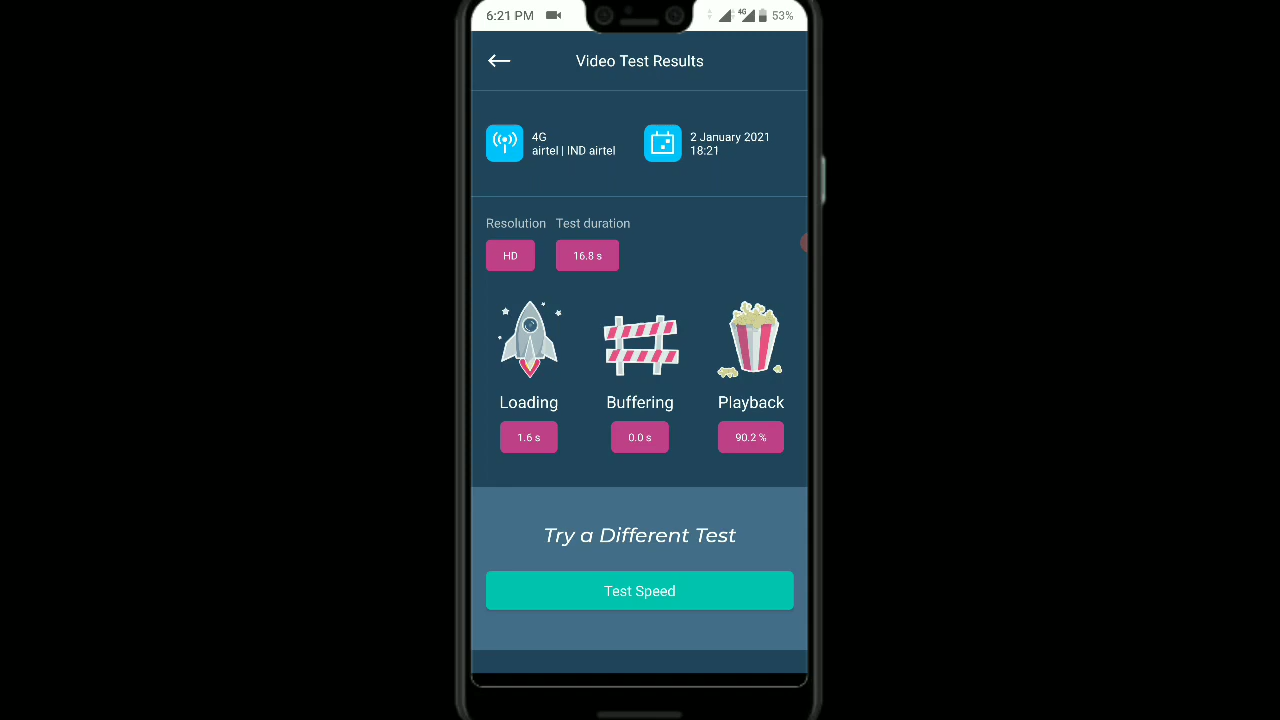 6:21 PM 4G 53%
Video Test Results
4G
airtel | IND airtel
2 January 2021
18:21
Resolution Test duration
HD 16.8 s
Loading Buffering Playback
1.6 s 0.0 s 90.2 %
Try a Different Test
Test Speed